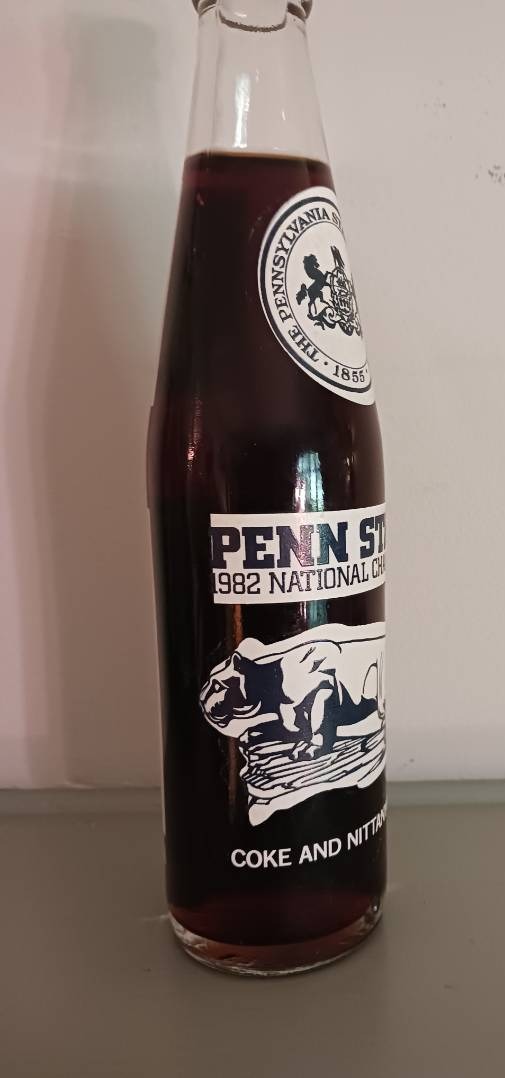 THE PENNSYLVANIA
1855
PENN
1982 NATIONAL
COKE AND